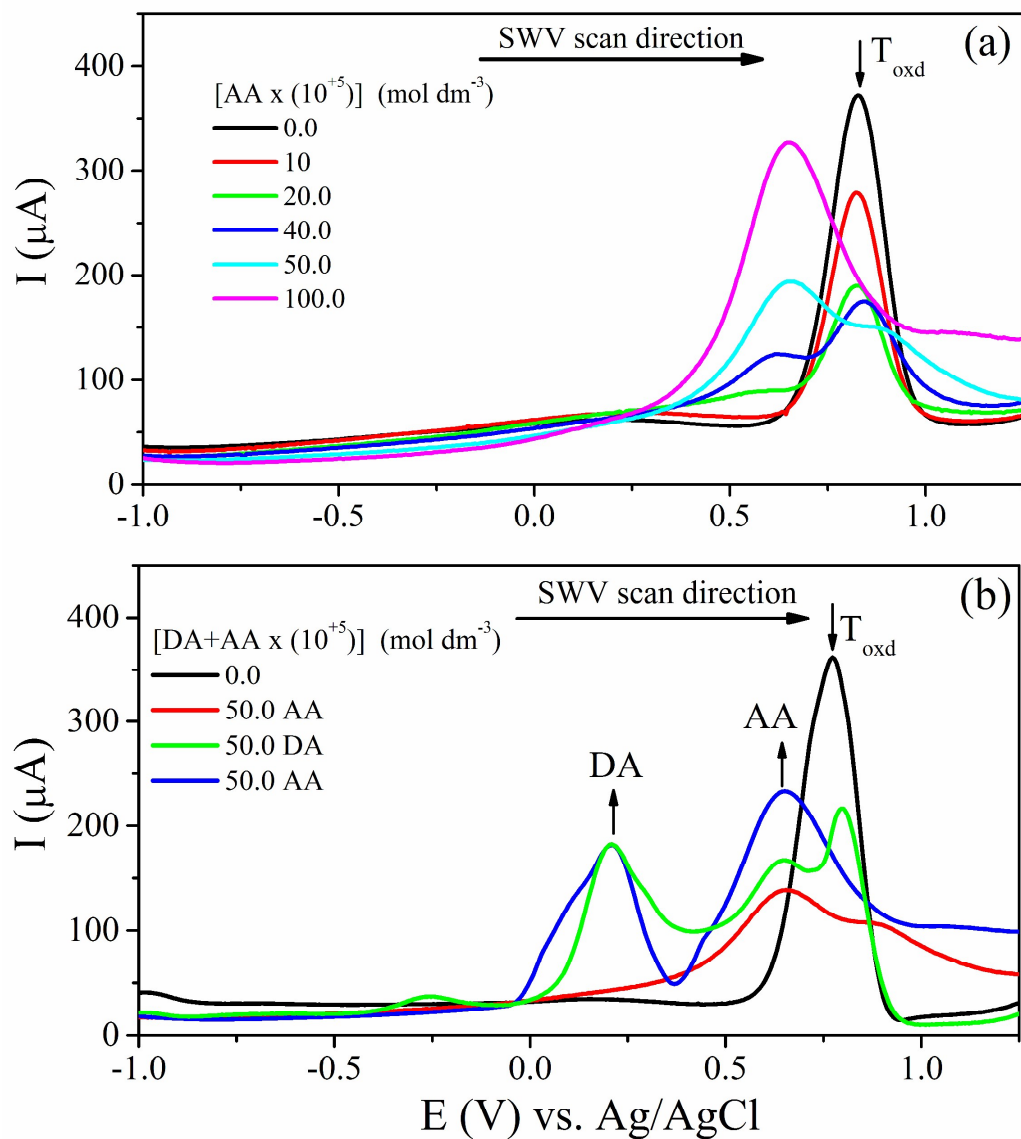 (a)
SWV scan direction
T_oxd
[AA x (10^+5)] (mol dm^-3)
0.0
10
20.0
40.0
50.0
100.0
I (μA)
400
300
200
100
0
-1.0 -0.5 0.0 0.5 1.0
(b)
SWV scan direction
T_oxd
[DA+AA x (10^+5)] (mol dm^-3)
0.0
50.0 AA
50.0 DA
50.0 AA
DA
AA
I (μA)
400
300
200
100
0
-1.0 -0.5 0.0 0.5 1.0
E (V) vs. Ag/AgCl